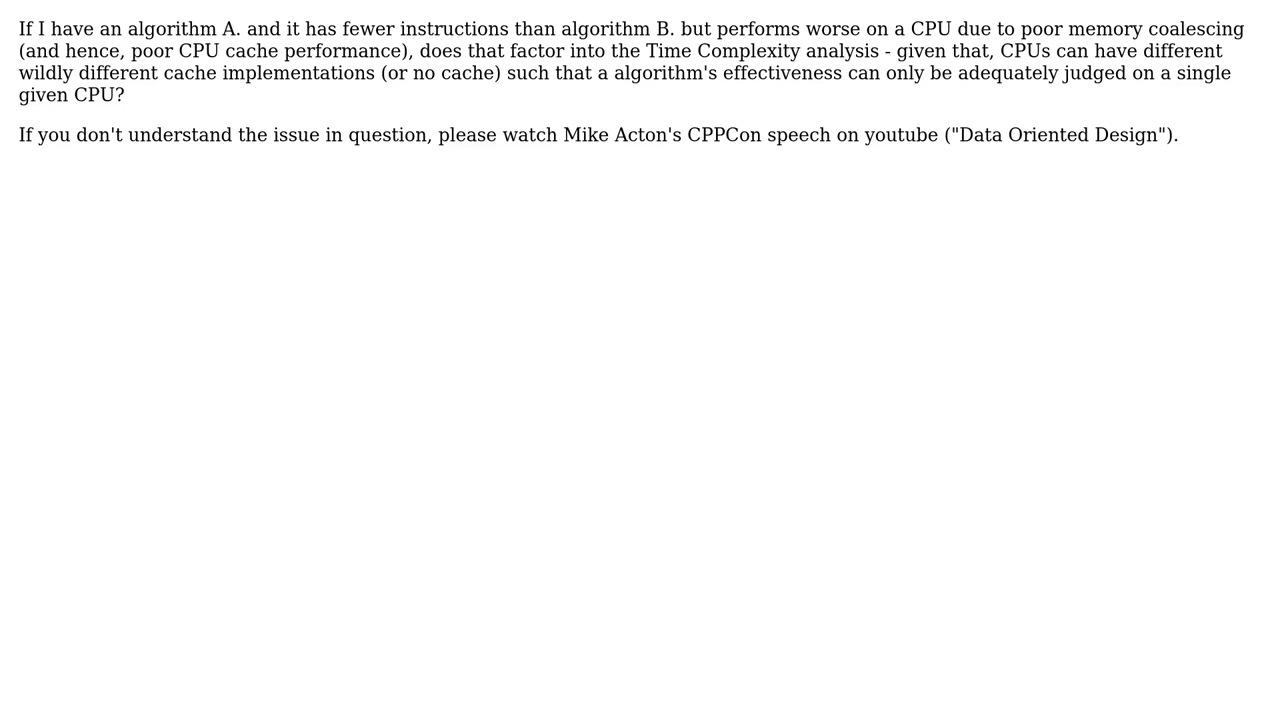 If I have an algorithm A. and it has fewer instructions than algorithm B. but performs worse on a CPU due to poor memory coalescing
(and hence, poor CPU cache performance), does that factor into the Time Complexity analysis - given that, CPUs can have different
wildly different cache implementations (or no cache) such that a algorithm's effectiveness can only be adequately judged on a single
given CPU?
If you don't understand the issue in question, please watch Mike Acton's CPPCon speech on youtube ("Data Oriented Design").